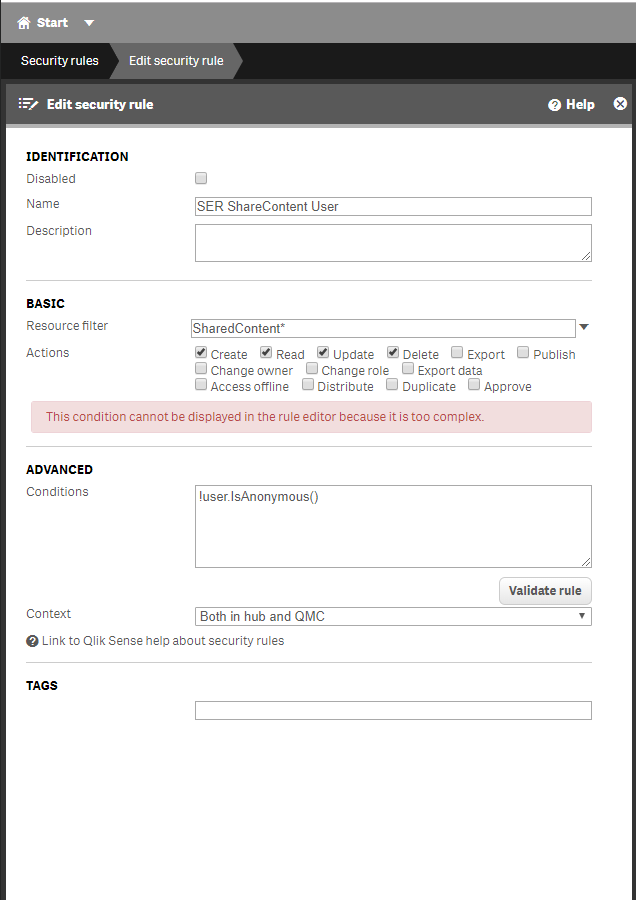 Start
Security rules Edit security rule
Edit security rule Help
IDENTIFICATION
Disabled
Name SER ShareContent User
Description
BASIC
Resource filter SharedContent*
Actions Create Read Update Delete Export Publish
Change owner Change role Export data
Access offline Distribute Duplicate Approve
This condition cannot be displayed in the rule editor because it is too complex.
ADVANCED
Conditions !user.IsAnonymous()
Validate rule
Context Both in hub and QMC
Link to Qlik Sense help about security rules
TAGS